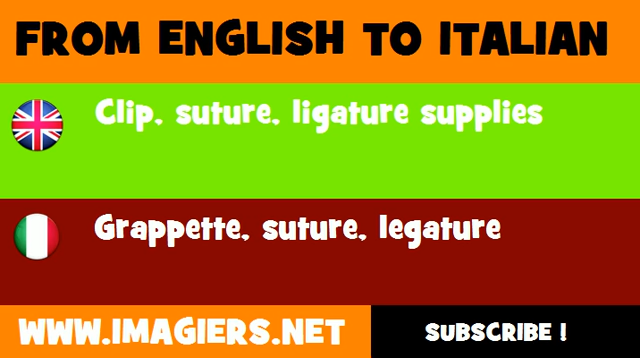 FROM ENGLISH TO ITALIAN
Clip, suture, ligature supplies
Grappette, suture, legature
WWW.IMAGIERS.NET
SUBSCRIBE !